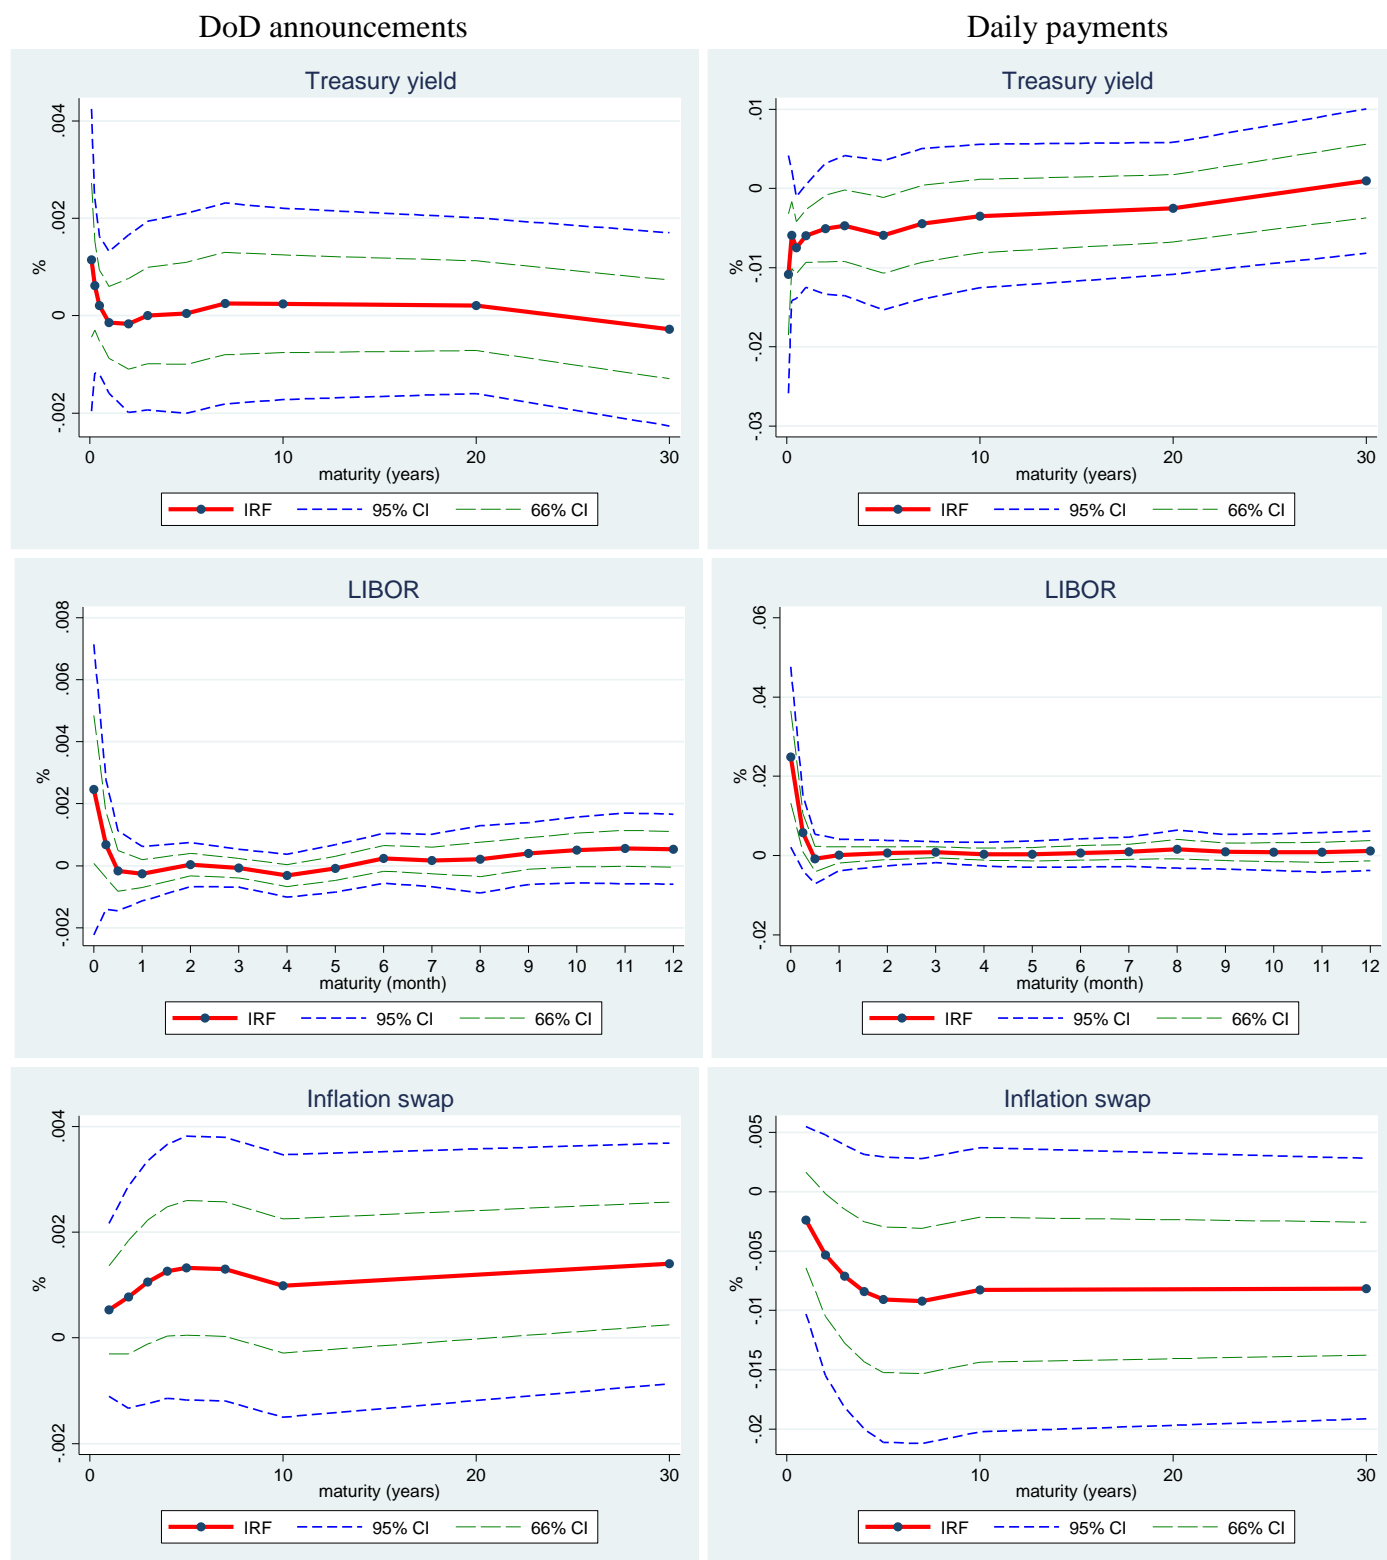 DoD announcements
Daily payments
Treasury yield
.004
.002
0
-.002
%
0 10 20 30
maturity (years)
IRF 95% CI 66% CI
Treasury yield
.01
0
-.01
-.02
-.03
%
0 10 20 30
maturity (years)
IRF 95% CI 66% CI
LIBOR
.008
.006
.004
.002
0
-.002
%
0 1 2 3 4 5 6 7 8 9 10 11 12
maturity (month)
IRF 95% CI 66% CI
LIBOR
.06
.04
.02
0
-.02
%
0 1 2 3 4 5 6 7 8 9 10 11 12
maturity (month)
IRF 95% CI 66% CI
Inflation swap
.004
.002
0
-.002
%
0 10 20 30
maturity (years)
IRF 95% CI 66% CI
Inflation swap
.005
0
-.005
-.01
-.015
-.02
%
0 10 20 30
maturity (years)
IRF 95% CI 66% CI